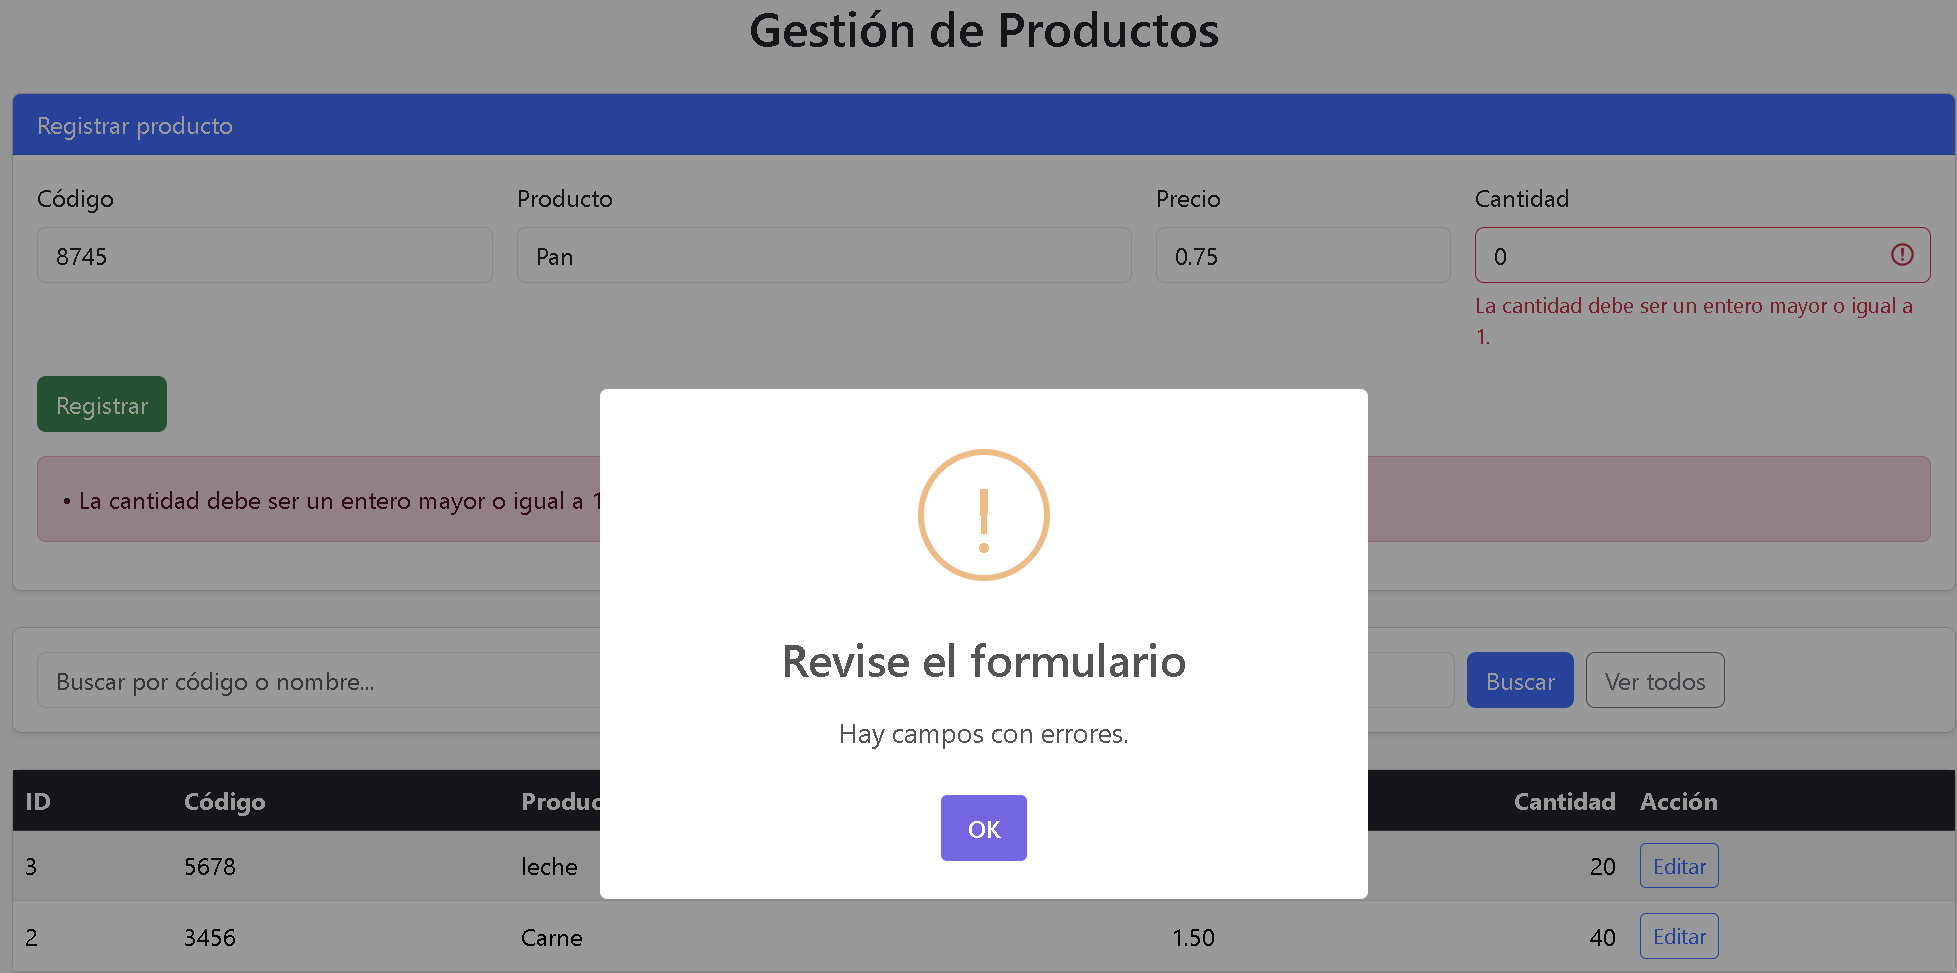 Gestión de Productos
Registrar producto
Código Producto Precio Cantidad
8745 Pan 0.75 0
La cantidad debe ser un entero mayor o igual a
1.
Registrar
• La cantidad debe ser un entero mayor o igual a 1
Revise el formulario
Hay campos con errores.
OK
Buscar por código o nombre... Buscar Ver todos
ID Código Produc Cantidad Acción
3 5678 leche 20 Editar
2 3456 Carne 1.50 40 Editar